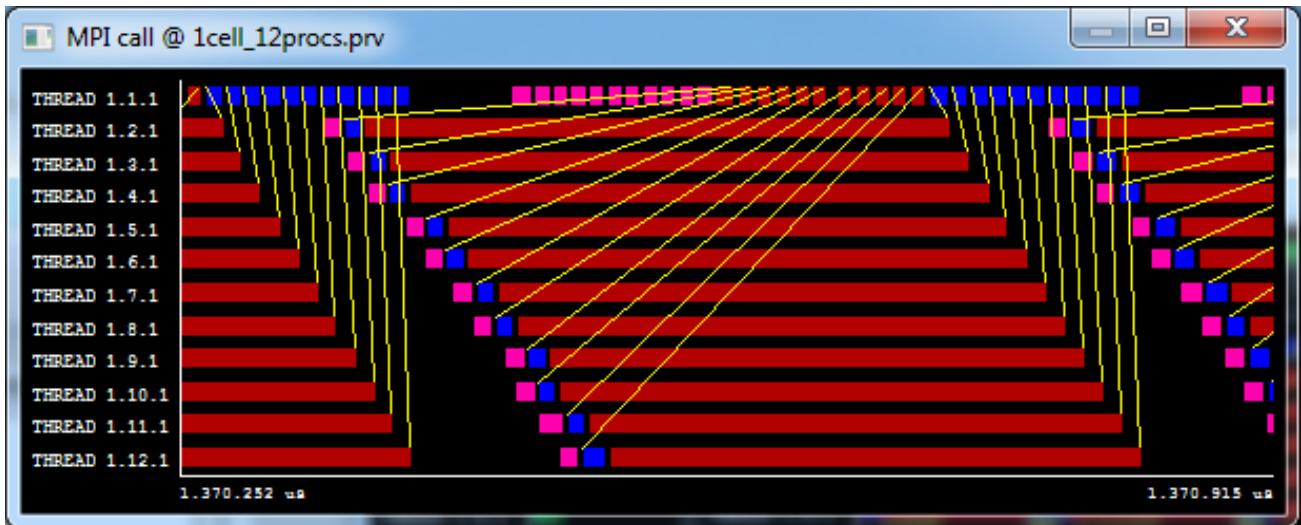 MPI call @ 1cell_12procs.prv
THREAD 1.1.1
THREAD 1.2.1
THREAD 1.3.1
THREAD 1.4.1
THREAD 1.5.1
THREAD 1.6.1
THREAD 1.7.1
THREAD 1.8.1
THREAD 1.9.1
THREAD 1.10.1
THREAD 1.11.1
THREAD 1.12.1
1.370.252 us 1.370.915 us